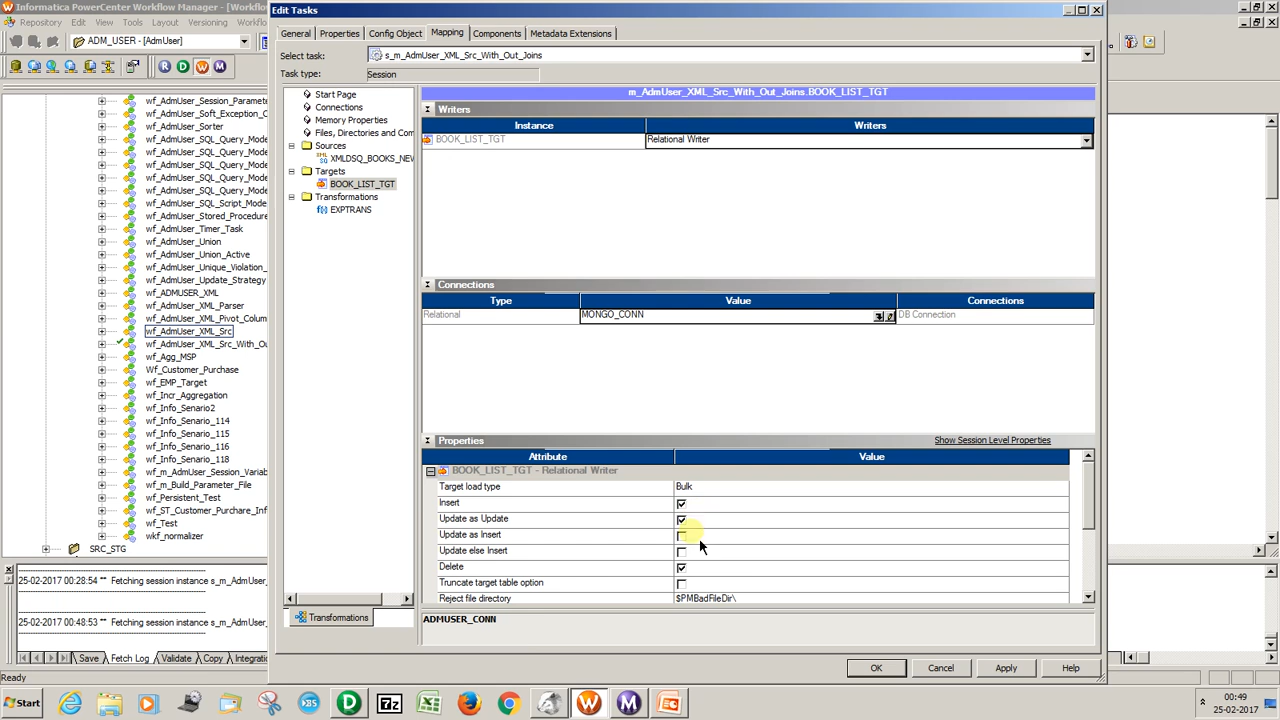 Informatica PowerCenter Workflow Manager - [Workflow
Repository Edit View Tools Layout Versioning
ADM_USER - [AdmUser]
R D W M
wf_AdmUser_Session_Parameter
wf_AdmUser_Soft_Exception_C
wf_AdmUser_Sorter
wf_AdmUser_SQL_Query_Mode
wf_AdmUser_SQL_Query_Mode
wf_AdmUser_SQL_Query_Mode
wf_AdmUser_SQL_Query_Mode
wf_AdmUser_SQL_Script_Mode
wf_AdmUser_Stored_Procedure
wf_AdmUser_Timer_Task
wf_AdmUser_Union
wf_AdmUser_Union_Active
wf_AdmUser_Unique_Violation_
wf_AdmUser_Update_Strategy
wf_ADMUSER_XML
wf_AdmUser_XML_Parser
wf_AdmUser_XML_Pivot_Colum
wf_AdmUser_XML_Src
wf_AdmUser_XML_Src_With_Ou
wf_Agg_MSP
Wf_Customer_Purchase
wf_EMP_Target
wf_Incr_Aggregation
wf_Info_Senario2
wf_Info_Senario_114
wf_Info_Senario_115
wf_Info_Senario_116
wf_Info_Senario_118
wf_m_AdmUser_Session_Variab
wf_m_Build_Parameter_File
wf_Persistent_Test
wf_ST_Customer_Purchace_Inf
wf_Test
wkf_normalizer
SRC_STG
Edit Tasks
General Properties Config Object Mapping Components Metadata Extensions
Select task: s_m_AdmUser_XML_Src_With_Out_Joins
Task type: Session
Start Page
Connections
Memory Properties
Files, Directories and Com
Sources
XMLDSQ_BOOKS_NEW
Targets
BOOK_LIST_TGT
Transformations
EXPTRANS
Transformations
m_AdmUser_XML_Src_With_Out_Joins.BOOK_LIST_TGT
Writers
Instance Writers
BOOK_LIST_TGT Relational Writer
Connections
Type Value Connections
Relational MONGO_CONN DB Connection
Properties Show Session Level Properties
Attribute Value
BOOK_LIST_TGT - Relational Writer
Target load type Bulk
Insert
Update as Update
Update as Insert
Update else Insert
Delete
Truncate target table option
Reject file directory $PMBadFileDir\
ADMUSER_CONN
OK Cancel Apply Help
25-02-2017 00:28:54 ** Fetching session instance s_m_AdmUser
25-02-2017 00:48:53 ** Fetching session instance s_m_AdmUser
Save Fetch Log Validate Copy Integratio
Ready
Start
00:49
25-02-2017